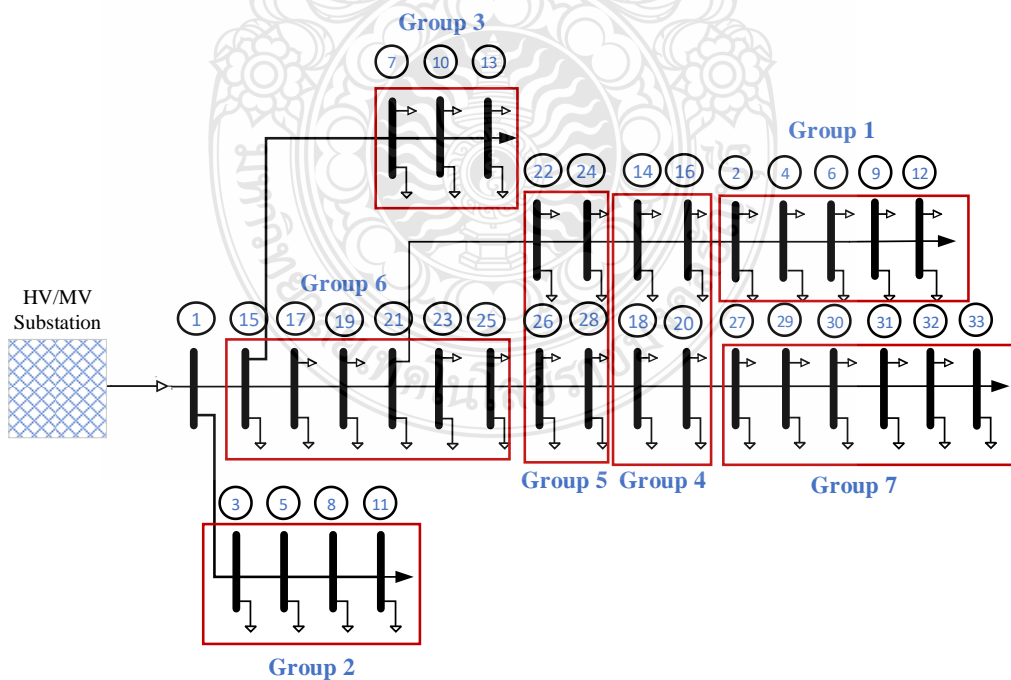 Group 3
7 10 13
Group 1
22 24 14 16 2 4 6 9 12
HV/MV
Substation
Group 6
1 15 17 19 21 23 25 26 28 18 20 27 29 30 31 32 33
Group 5 Group 4 Group 7
3 5 8 11
Group 2